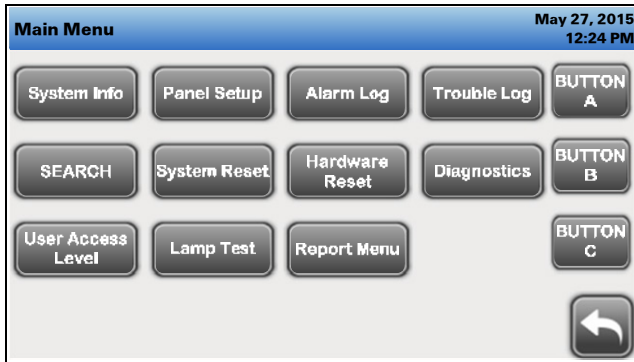 Main Menu
May 27, 2015
12:24 PM
System Info
Panel Setup
Alarm Log
Trouble Log
BUTTON
A
SEARCH
System Reset
Hardware
Reset
Diagnostics
BUTTON
B
User Access
Level
Lamp Test
Report Menu
BUTTON
C